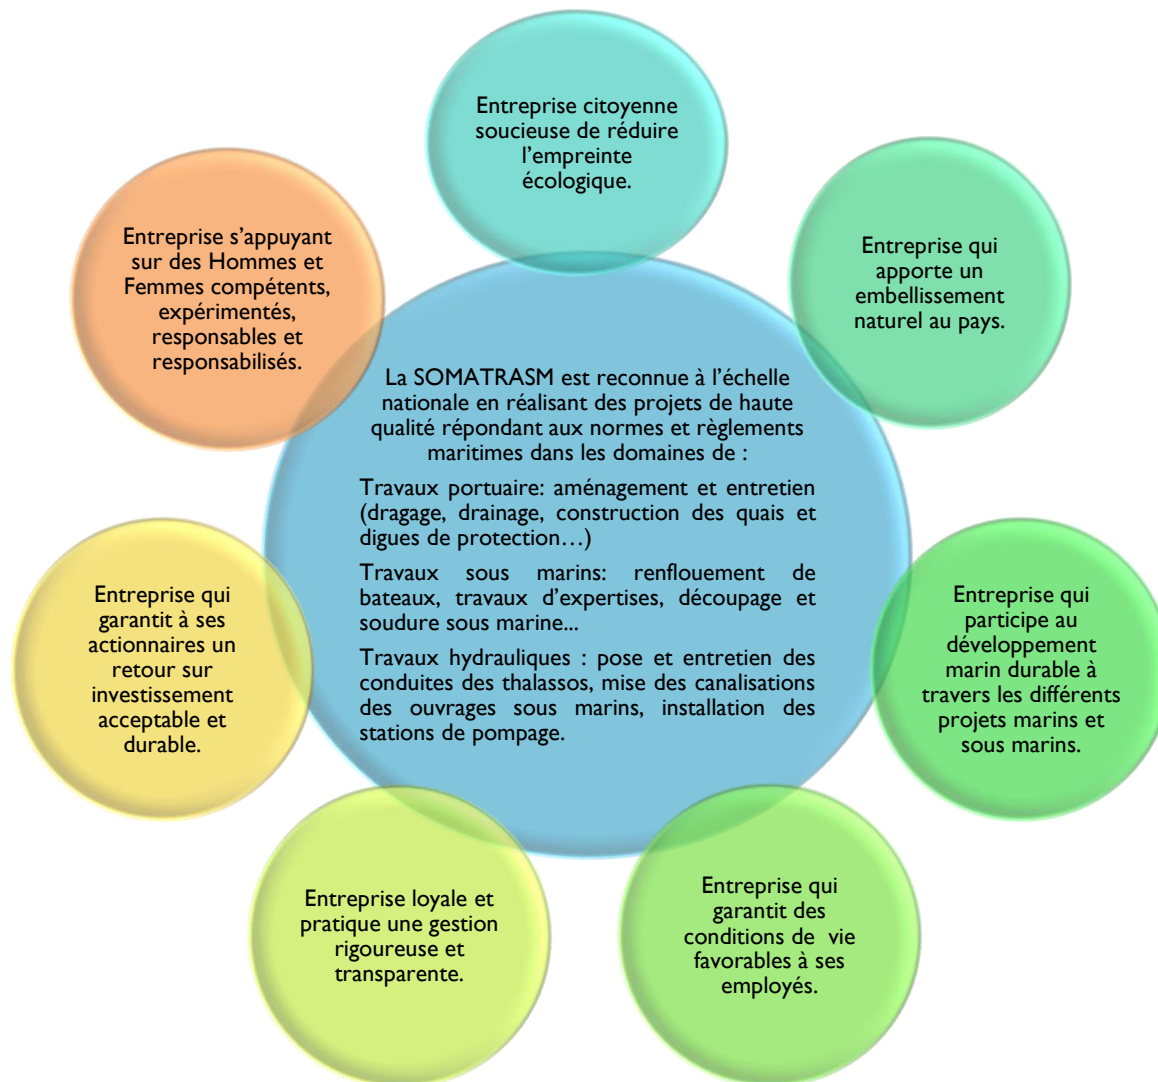 Entreprise citoyenne
soucieuse de réduire
l’empreinte
écologique.
Entreprise qui
apporte un
embellissement
naturel au pays.
Entreprise qui
participe au
développement
marin durable à
travers les différents
projets marins et
sous marins.
Entreprise qui
garantit des
conditions de vie
favorables à ses
employés.
Entreprise loyale et
pratique une gestion
rigoureuse et
transparente.
Entreprise qui
garantit à ses
actionnaires un
retour sur
investissement
acceptable et
durable.
Entreprise s’appuyant
sur des Hommes et
Femmes compétents,
expérimentés,
responsables et
responsabilisés.
La SOMATRASM est reconnue à l’échelle
nationale en réalisant des projets de haute
qualité répondant aux normes et règlements
maritimes dans les domaines de :
Travaux portuaire: aménagement et entretien
(dragage, drainage, construction des quais et
digues de protection…)
Travaux sous marins: renflouement de
bateaux, travaux d’expertises, découpage et
soudure sous marine...
Travaux hydrauliques : pose et entretien des
conduites des thalassos, mise des canalisations
des ouvrages sous marins, installation des
stations de pompage.